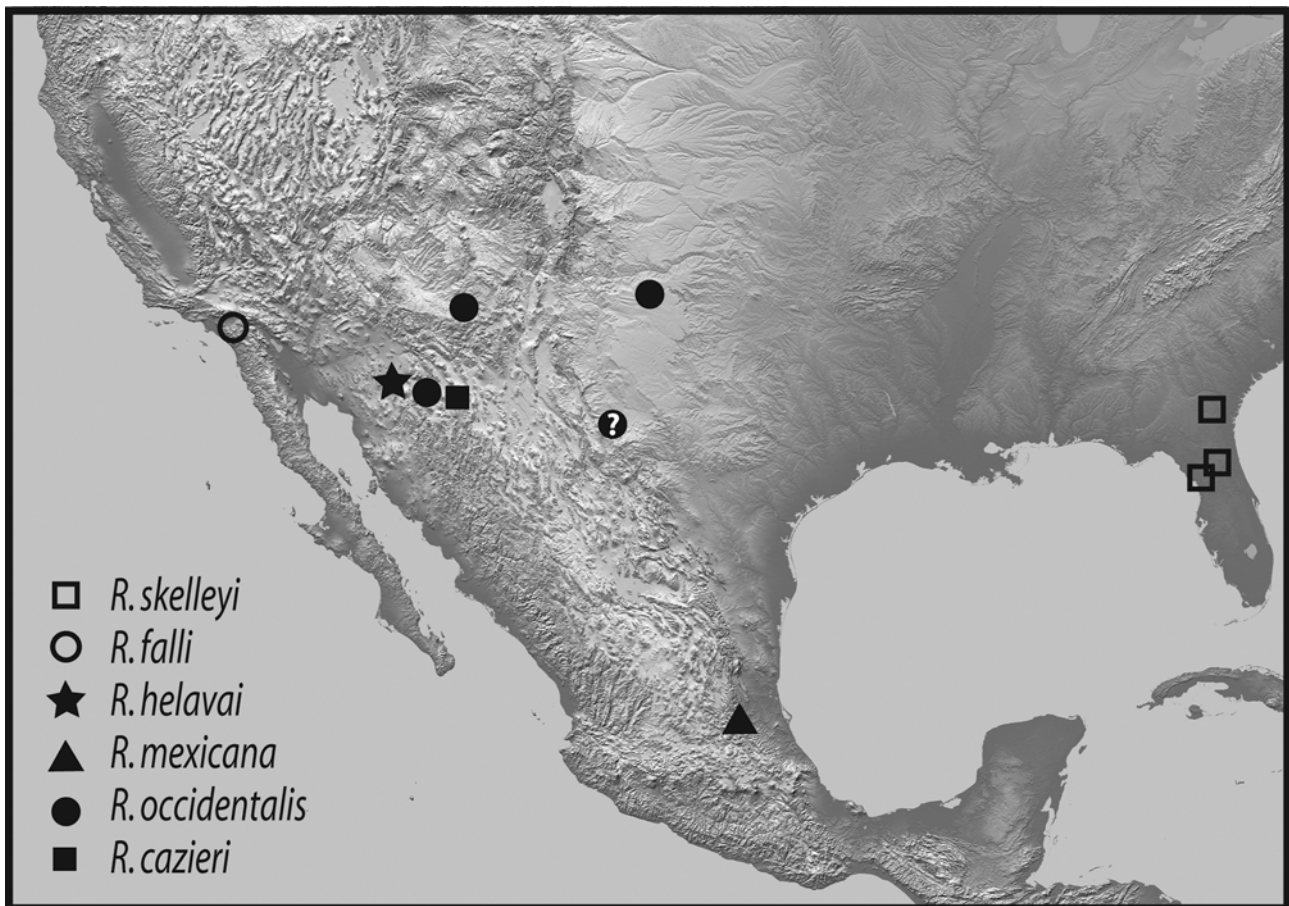 ?
R. skelleyi
R. falli
R. helavai
R. mexicana
R. occidentalis
R. cazieri